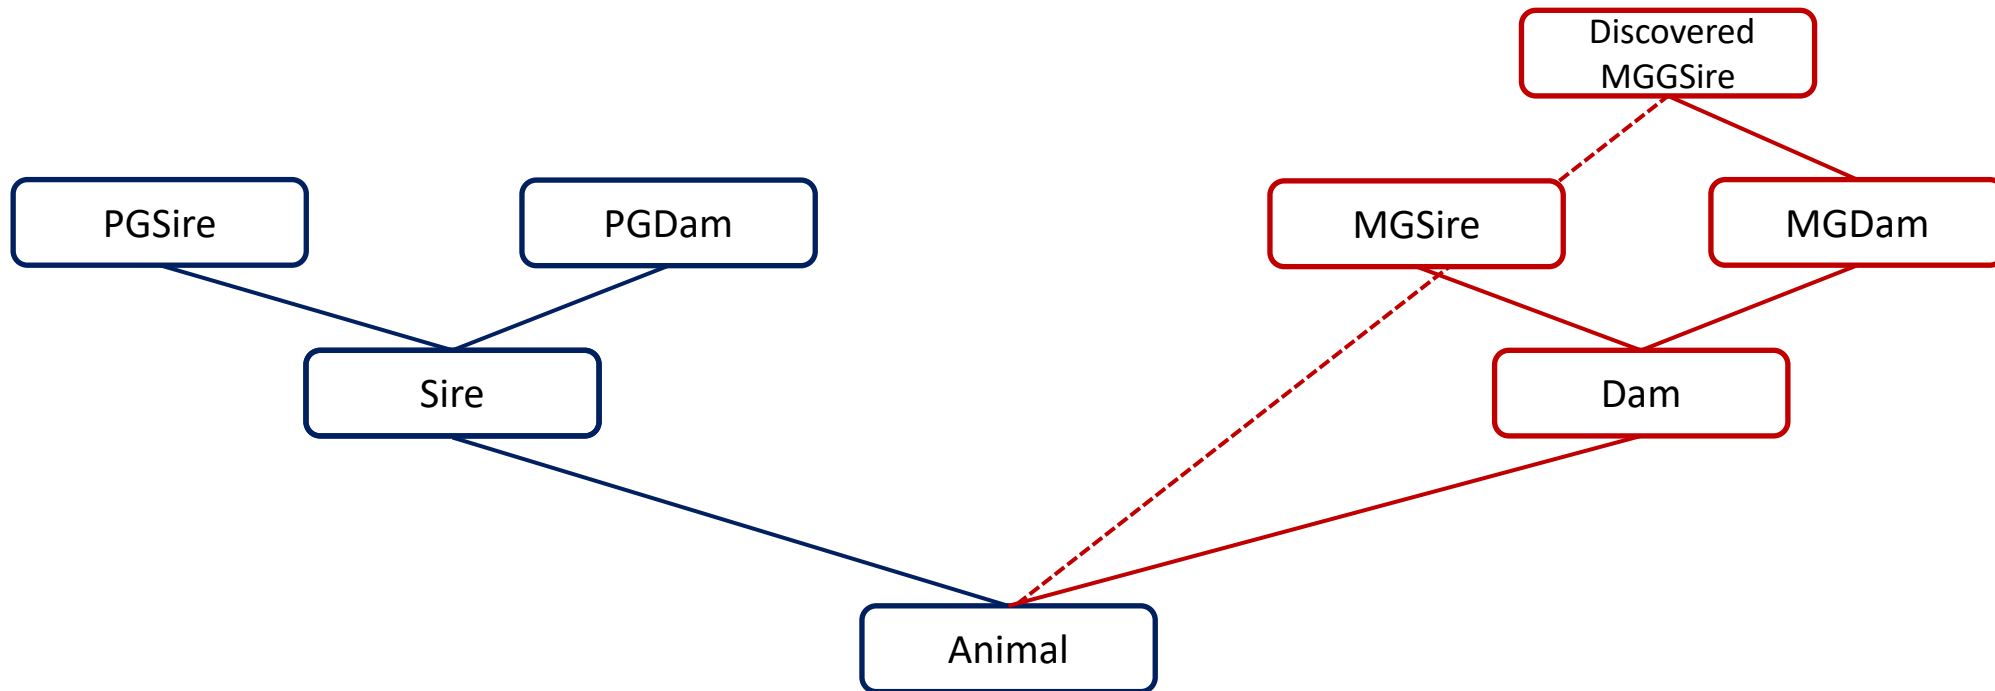 Discovered
MGGSire
PGSire
PGDam
MGSire
MGDam
Sire
Dam
Animal